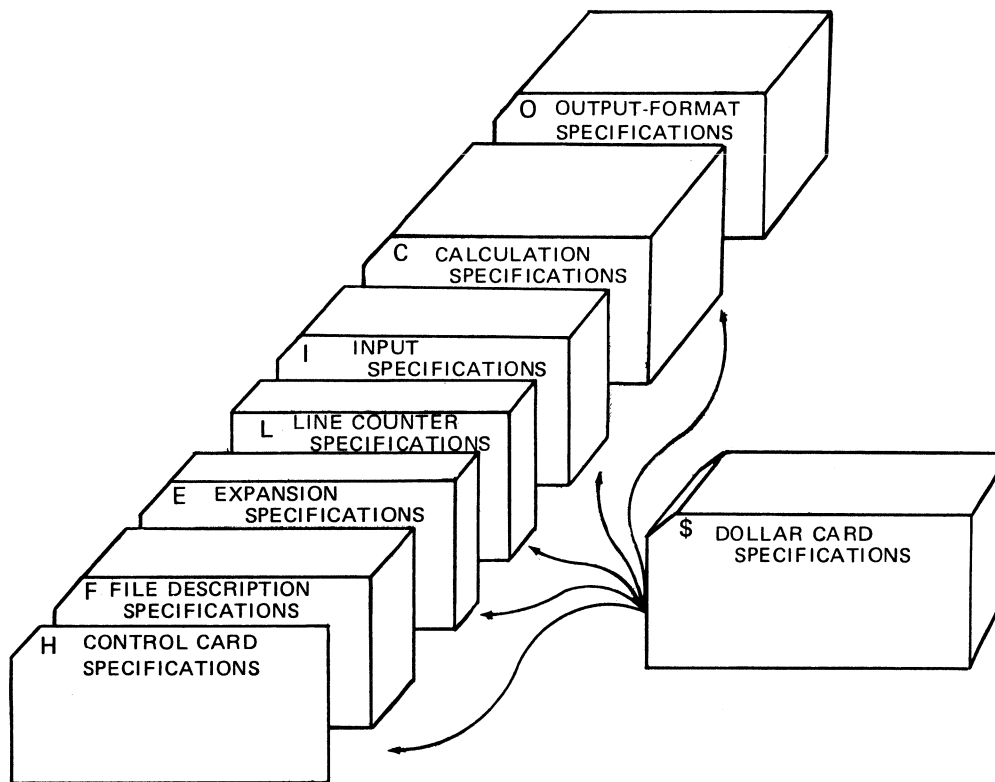 O OUTPUT-FORMAT
SPECIFICATIONS
C CALCULATION
SPECIFICATIONS
I INPUT
SPECIFICATIONS
L LINE COUNTER
SPECIFICATIONS
E EXPANSION
SPECIFICATIONS
F FILE DESCRIPTION
SPECIFICATIONS
H CONTROL CARD
SPECIFICATIONS
$ DOLLAR CARD
SPECIFICATIONS